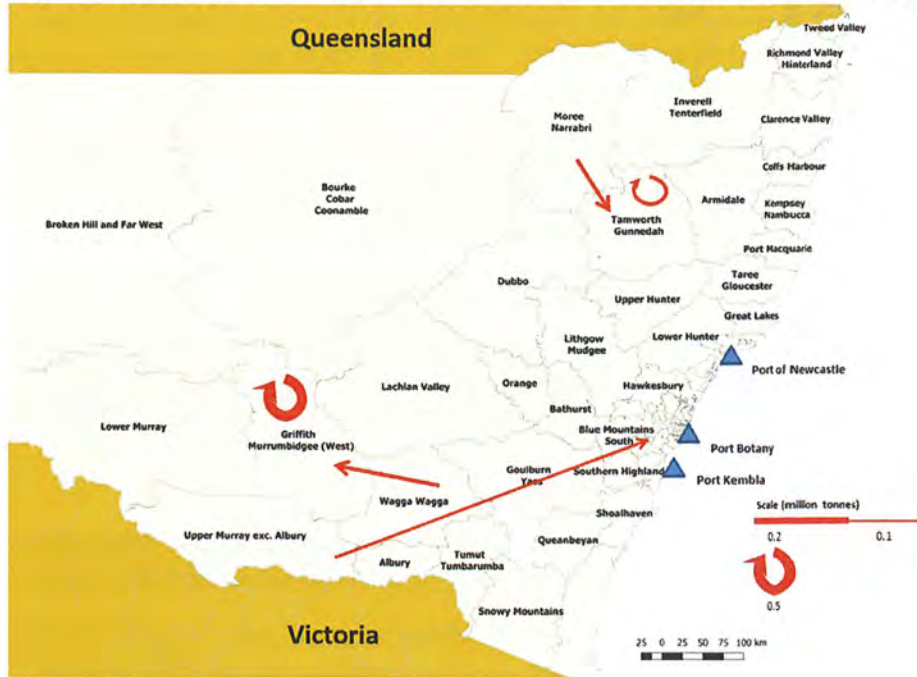 Tweed Valley
Queensland
Richmond Valley
Hinterland
Inverell
Tenterfield
Moree
Narrabri
Clarence Valley
Coffs Harbour
Bourke
Cobar
Coonamble
Armidale
Kempsey
Nambucca
Broken Hill and Far West
Tamworth
Gunnedah
Port Macquarie
Dubbo
Taree
Gloucester
Upper Hunter
Great Lakes
Lithgow
Mudgee
Lower Hunter
Port of Newcastle
Lachlan Valley
Orange
Hawkesbury
Bathurst
Lower Murray
Griffith
Murrumbidgee (West)
Blue Mountains
South
Port Botany
Goulburn
Yass
Southern Highland
Port Kembla
Wagga Wagga
Shoalhaven
Scale (million tonnes)
0.2 0.1
Upper Murray exc. Albury
Queanbeyan
Albury
Tumut
Tumbarumba
0.5
Snowy Mountains
Victoria
25 0 25 50 75 100 km